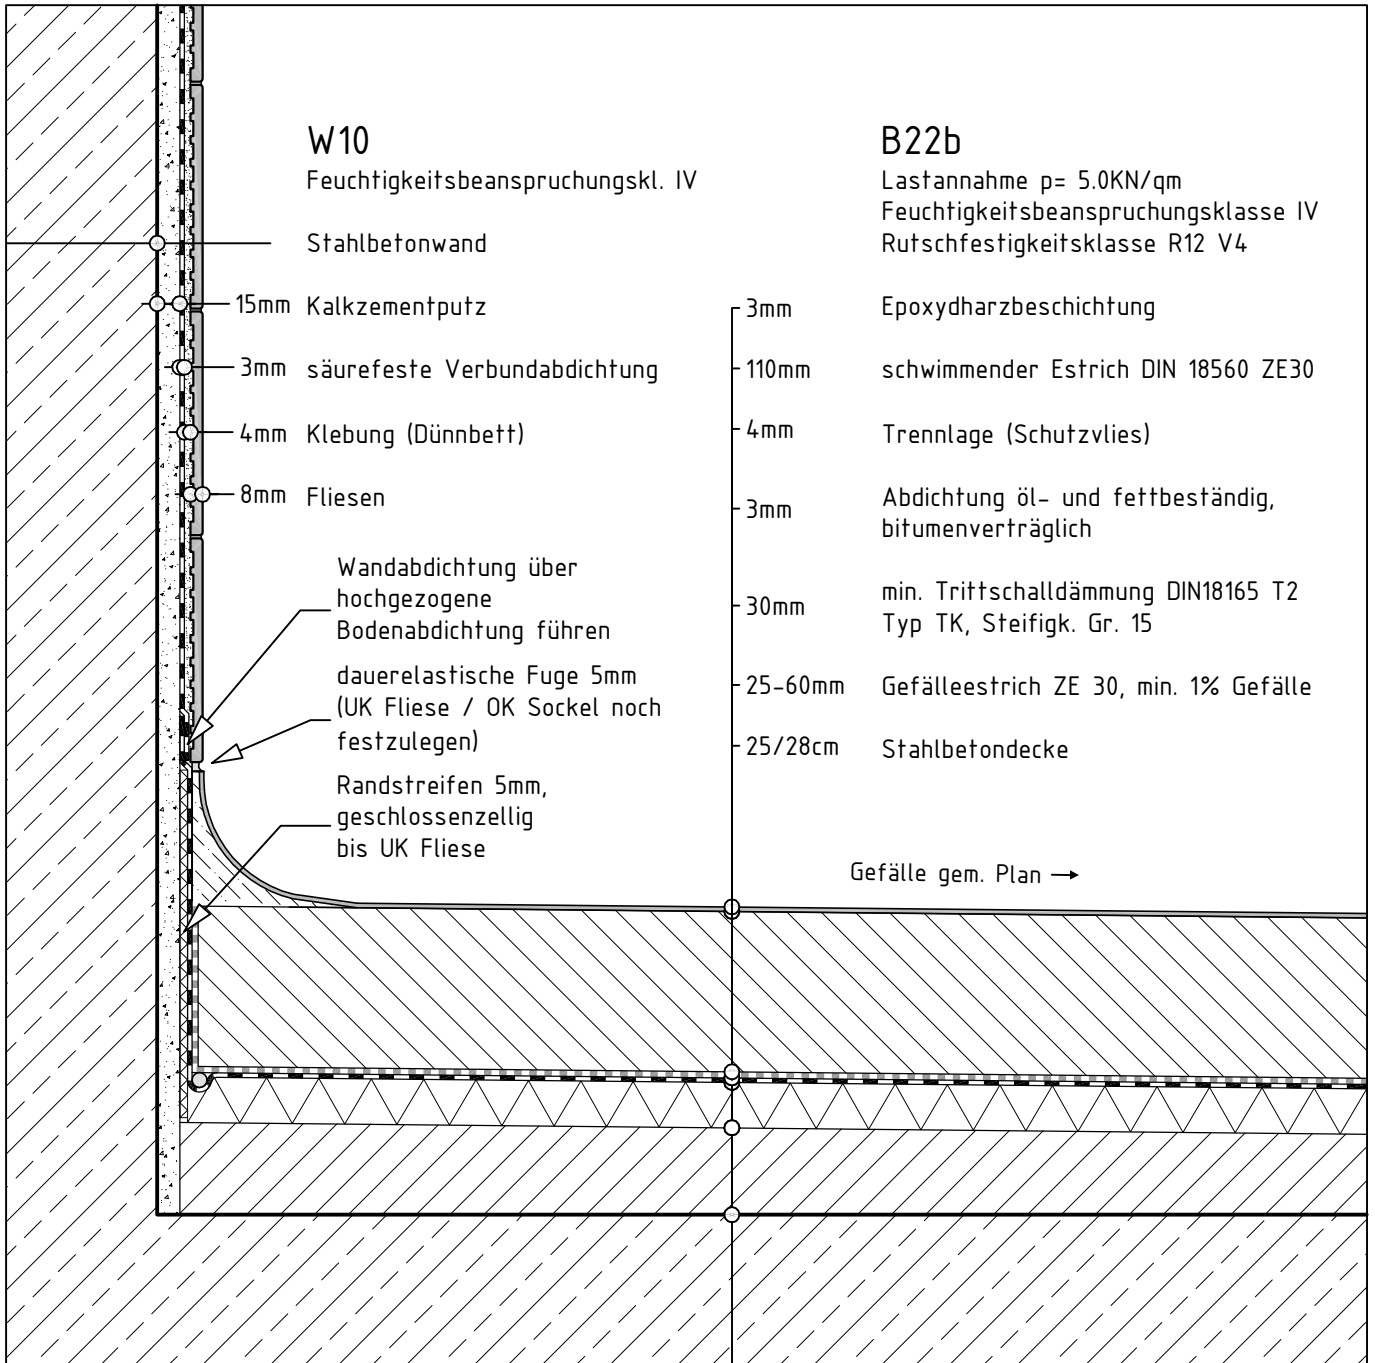 W10
Feuchtigkeitsbeanspruchungskl. IV
Stahlbetonwand
15mm Kalkzementputz
3mm säurefeste Verbundabdichtung
4mm Klebung (Dünnbett)
8mm Fliesen
Wandabdichtung über
hochgezogene
Bodenabdichtung führen
dauerelastische Fuge 5mm
(UK Fliese / OK Sockel noch
festzulegen)
Randstreifen 5mm,
geschlossenzellig
bis UK Fliese
B22b
Lastannahme p= 5.0KN/qm
Feuchtigkeitsbeanspruchungsklasse IV
Rutschfestigkeitsklasse R12 V4
3mm Epoxydharzbeschichtung
110mm schwimmender Estrich DIN 18560 ZE30
4mm Trennlage (Schutzvlies)
3mm Abdichtung öl- und fettbeständig,
bitumenverträglich
30mm min. Trittschalldämmung DIN18165 T2
Typ TK, Steifigk. Gr. 15
25-60mm Gefälleestrich ZE 30, min. 1% Gefälle
25/28cm Stahlbetondecke
Gefälle gem. Plan